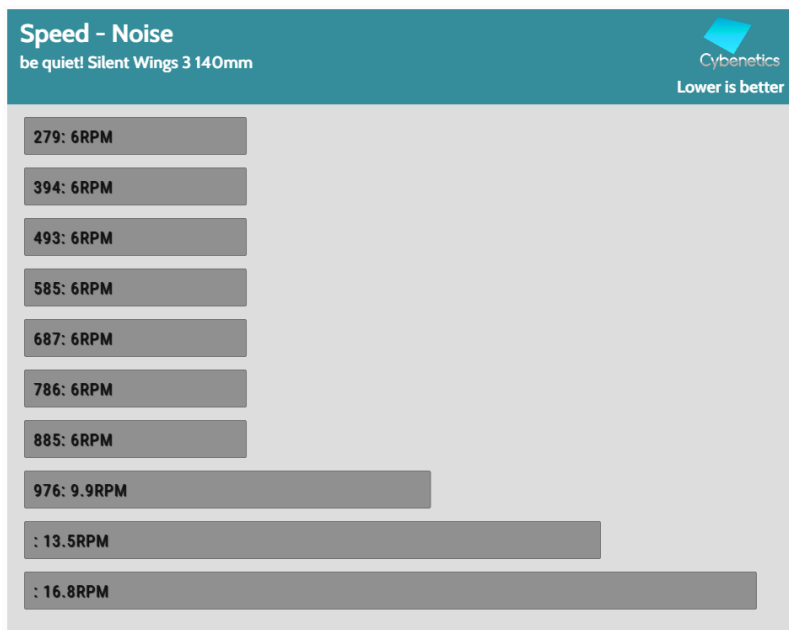 Speed - Noise
be quiet! Silent Wings 3 140mm
Cybenetics
Lower is better
279: 6RPM
394: 6RPM
493: 6RPM
585: 6RPM
687: 6RPM
786: 6RPM
885: 6RPM
976: 9.9RPM
: 13.5RPM
: 16.8RPM